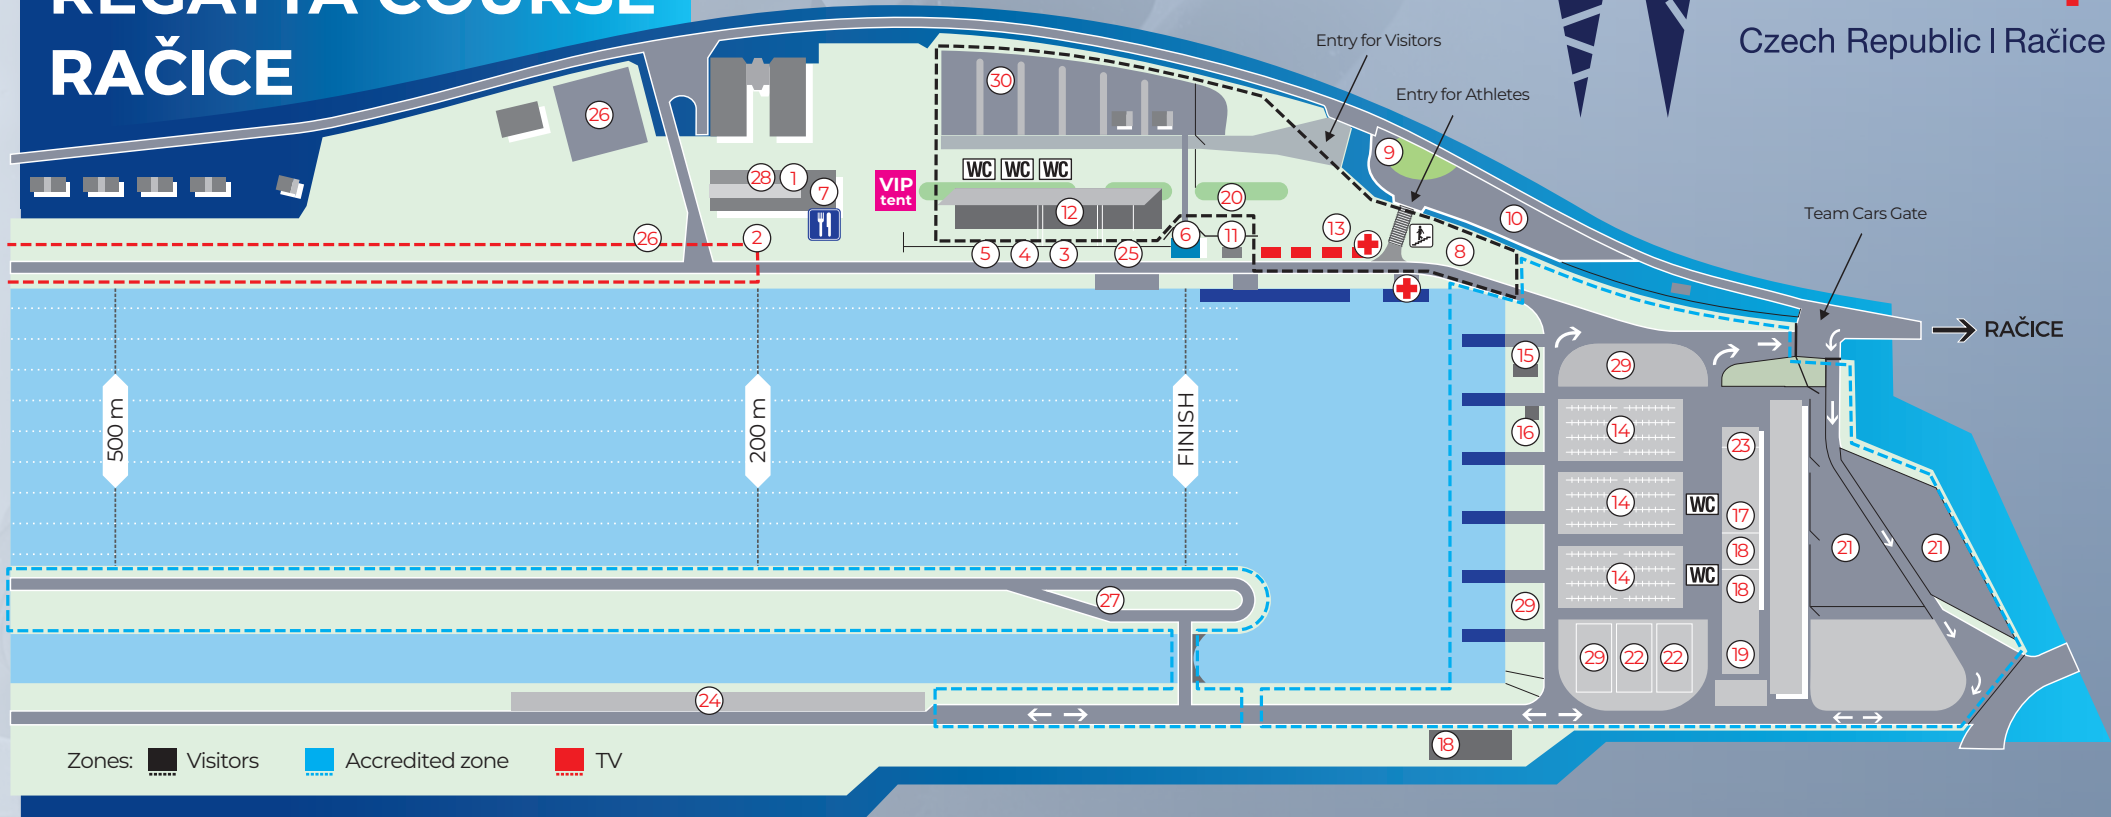 REGATTA COURSE
RAČICE
Czech Republic | Račice
Entry for Visitors
Entry for Athletes
Team Cars Gate
RAČICE
30
26
9
28
1
7
VIP
tent
WC
WC
WC
12
20
10
26
2
5
4
3
25
6
11
13
8
500 m
200 m
FINISH
15
16
29
14
14
14
29
WC
WC
23
17
18
18
19
21
21
29
22
22
27
24
18
Zones:
Visitors
Accredited zone
TV